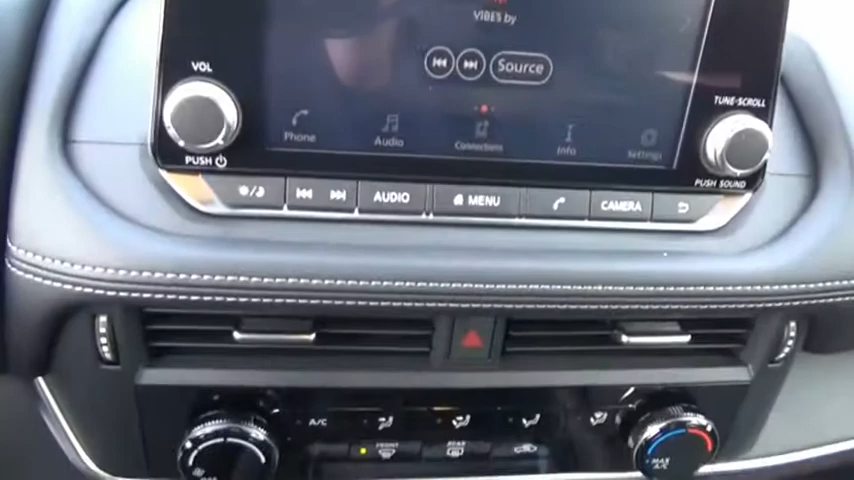 VIBES by
VOL
Source
TUNE·SCROLL
Phone
Audio
Connections
Info
Settings
PUSH
PUSH SOUND
AUDIO
MENU
CAMERA
A/C
FRONT
REAR
MAX
A/C